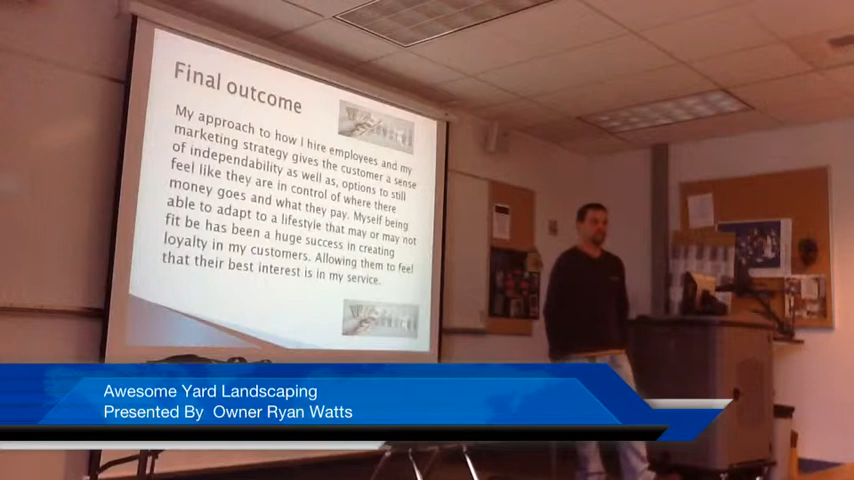 Final outcome
My approach to how I hire employees and my
marketing strategy gives the customer a sense
of independability as well as, options to still
feel like they are in control of where there
money goes and what they pay. Myself being
able to adapt to a lifestyle that may or may not
fit be has been a huge success in creating
loyalty in my customers. Allowing them to feel
that their best interest is in my service.
Awesome Yard Landscaping
Presented By Owner Ryan Watts